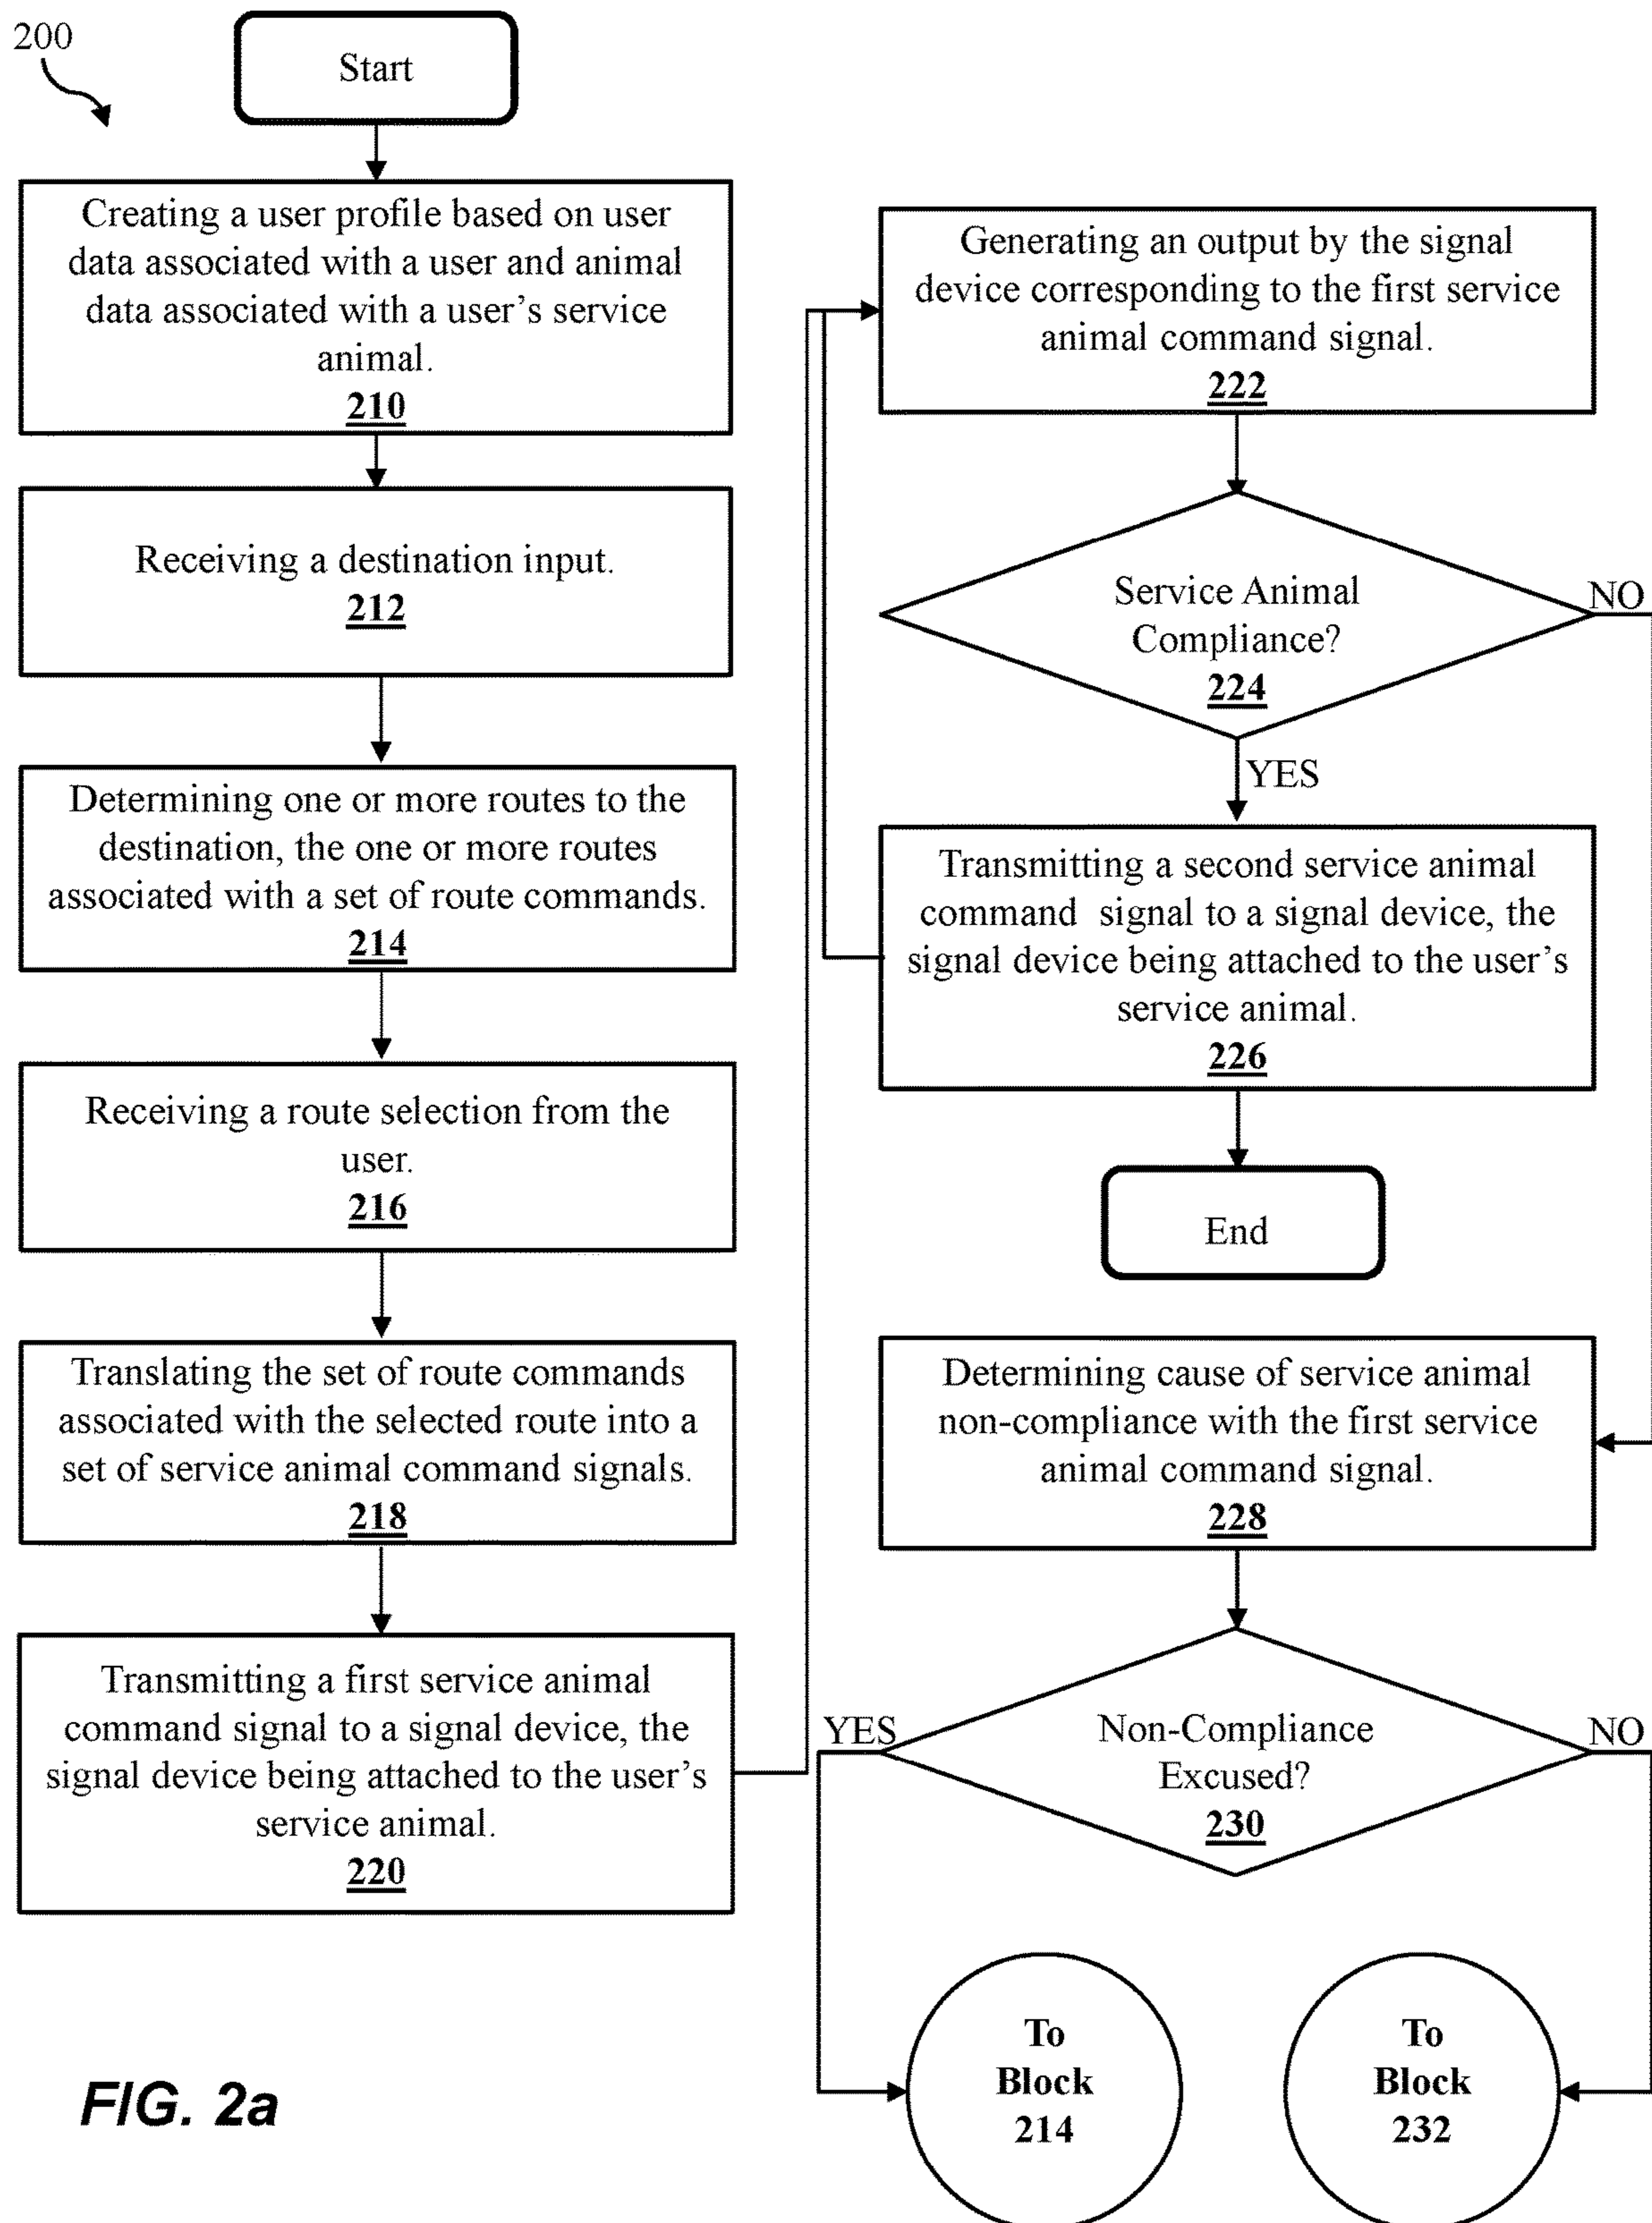 200
Start
Creating a user profile based on user
data associated with a user and animal
data associated with a user’s service
animal.
210
Receiving a destination input.
212
Determining one or more routes to the
destination, the one or more routes
associated with a set of route commands.
214
Receiving a route selection from the
user.
216
Translating the set of route commands
associated with the selected route into a
set of service animal command signals.
218
Transmitting a first service animal
command signal to a signal device, the
signal device being attached to the user’s
service animal.
220
Generating an output by the signal
device corresponding to the first service
animal command signal.
222
Service Animal
Compliance?
224
NO
YES
Transmitting a second service animal
command signal to a signal device, the
signal device being attached to the user’s
service animal.
226
End
Determining cause of service animal
non-compliance with the first service
animal command signal.
228
YES
Non-Compliance
Excused?
230
NO
To
Block
214
To
Block
232
FIG. 2a